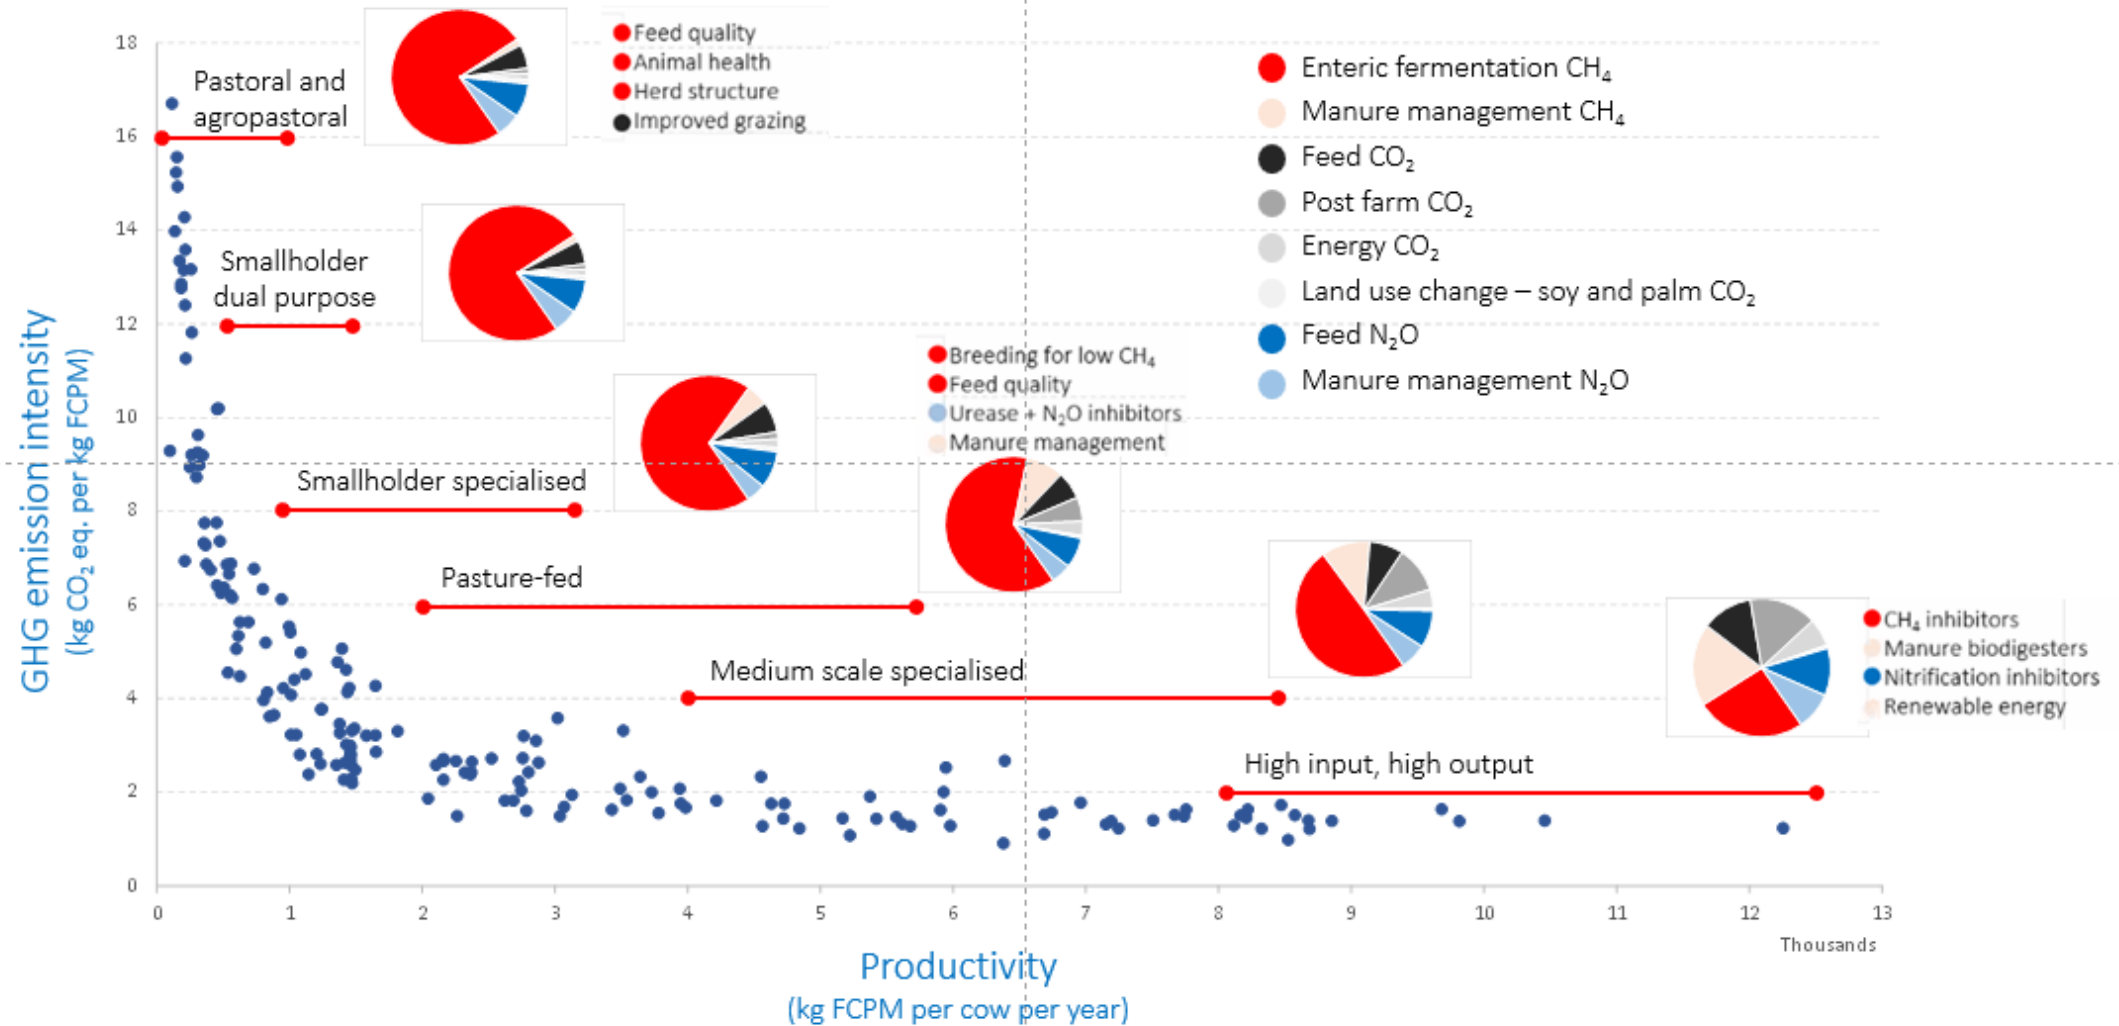 Feed quality
Animal health
Herd structure
Improved grazing
Pastoral and
agropastoral
Enteric fermentation CH₄
Manure management CH₄
Feed CO₂
Post farm CO₂
Energy CO₂
Land use change – soy and palm CO₂
Feed N₂O
Manure management N₂O
Smallholder
dual purpose
Breeding for low CH₄
Feed quality
Urease + N₂O inhibitors
Manure management
Smallholder specialised
Pasture-fed
Medium scale specialised
High input, high output
CH₄ inhibitors
Manure biodigesters
Nitrification inhibitors
Renewable energy
GHG emission intensity
(kg CO₂ eq. per kg FCPM)
18
16
14
12
10
8
6
4
2
0
0 1 2 3 4 5 6 7 8 9 10 11 12 13
Thousands
Productivity
(kg FCPM per cow per year)